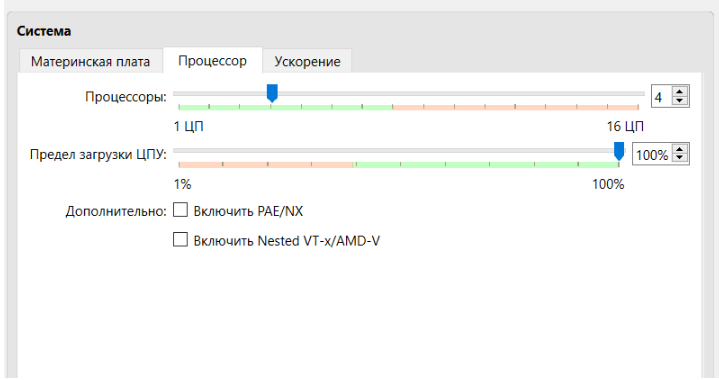 Система
Материнская плата Процессор Ускорение
Процессоры: 4
1 ЦП 16 ЦП
Предел загрузки ЦПУ: 100%
1% 100%
Дополнительно: Включить PAE/NX
Включить Nested VT-x/AMD-V